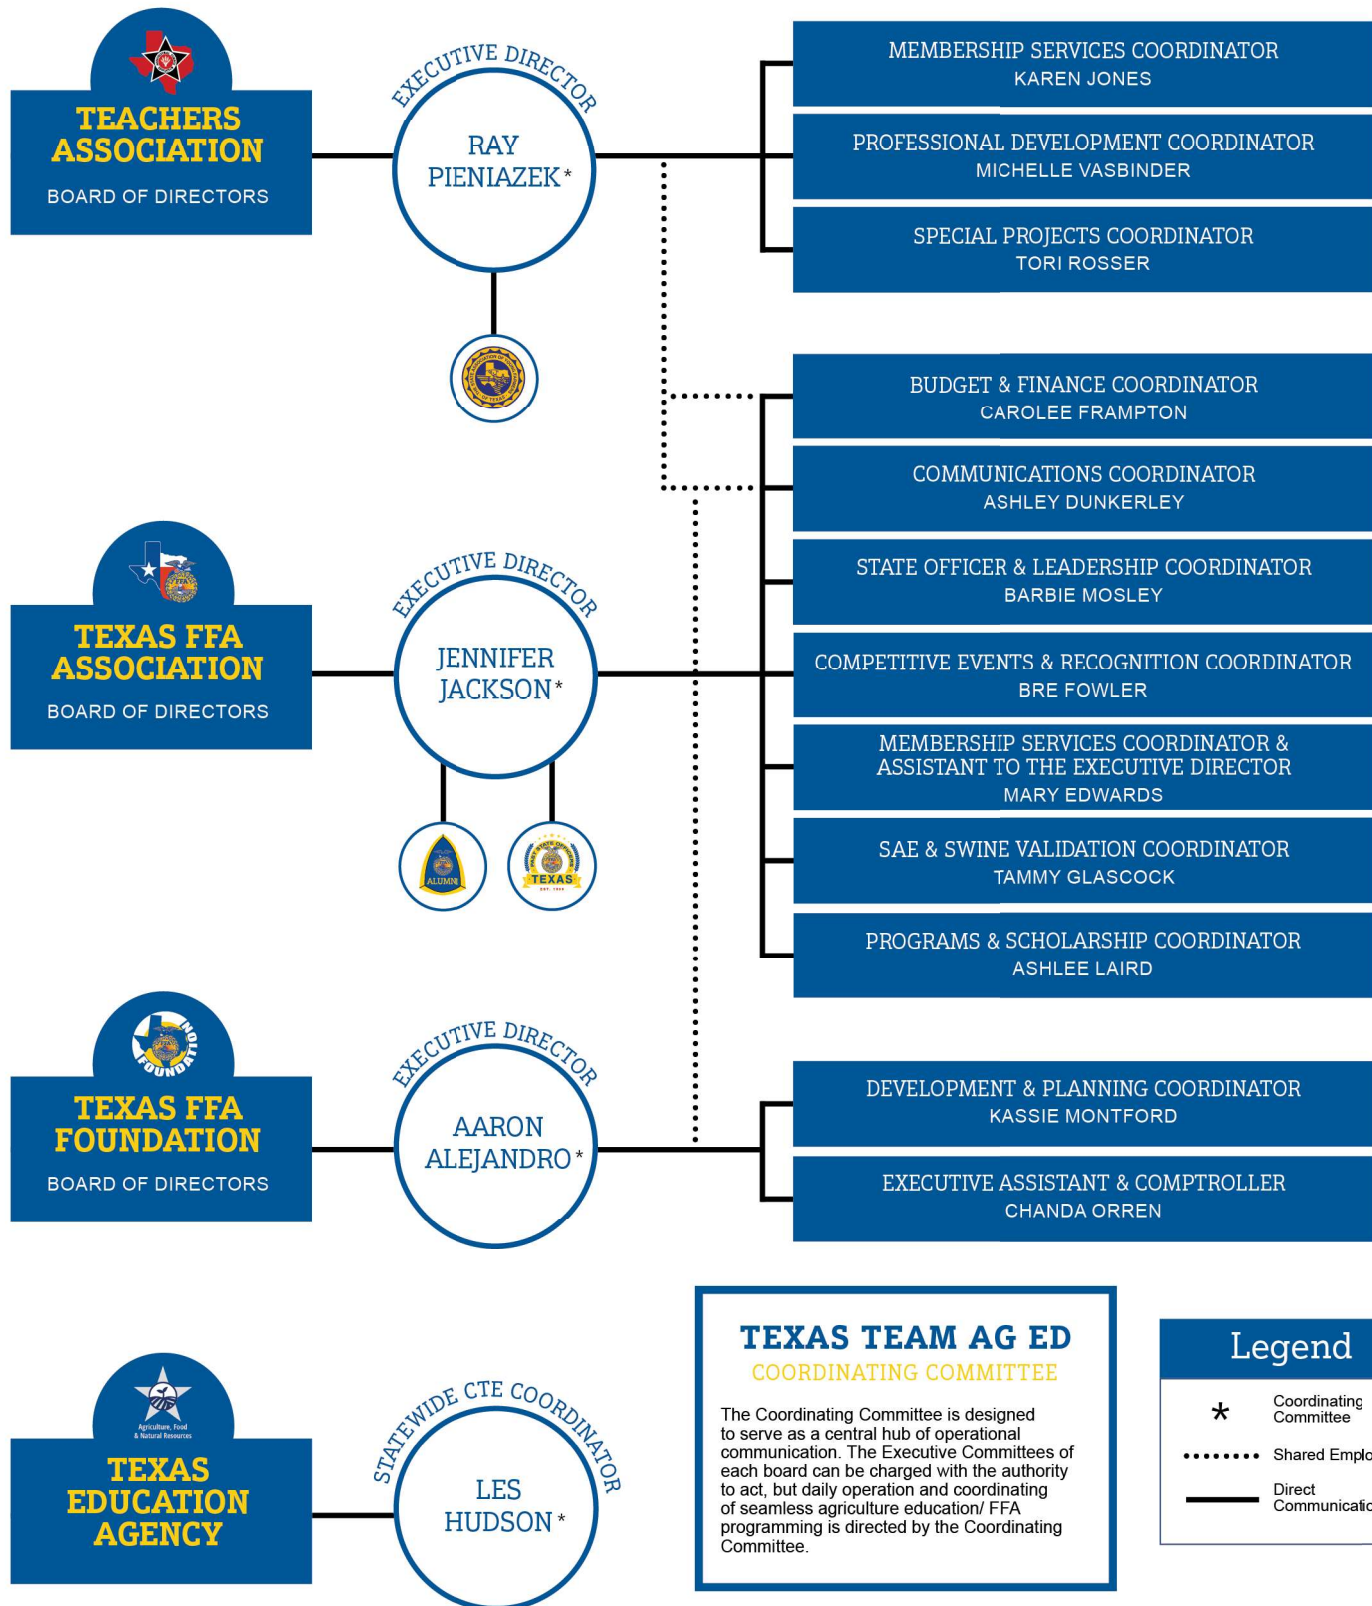 TEACHERS
ASSOCIATION
BOARD OF DIRECTORS
EXECUTIVE DIRECTOR
RAY
PIENIAZEK*
MEMBERSHIP SERVICES COORDINATOR
KAREN JONES
PROFESSIONAL DEVELOPMENT COORDINATOR
MICHELLE VASBINDER
SPECIAL PROJECTS COORDINATOR
TORI ROSSER
BUDGET & FINANCE COORDINATOR
CAROLEE FRAMPTON
COMMUNICATIONS COORDINATOR
ASHLEY DUNKERLEY
STATE OFFICER & LEADERSHIP COORDINATOR
BARBIE MOSLEY
TEXAS FFA
ASSOCIATION
BOARD OF DIRECTORS
EXECUTIVE DIRECTOR
JENNIFER
JACKSON*
ALUMNI
PAST STATE OFFICERS
TEXAS
COMPETITIVE EVENTS & RECOGNITION COORDINATOR
BRE FOWLER
MEMBERSHIP SERVICES COORDINATOR &
ASSISTANT TO THE EXECUTIVE DIRECTOR
MARY EDWARDS
SAE & SWINE VALIDATION COORDINATOR
TAMMY GLASCOCK
PROGRAMS & SCHOLARSHIP COORDINATOR
ASHLEE LAIRD
FOUNDATION
TEXAS FFA
FOUNDATION
BOARD OF DIRECTORS
EXECUTIVE DIRECTOR
AARON
ALEJANDRO*
DEVELOPMENT & PLANNING COORDINATOR
KASSIE MONTFORD
EXECUTIVE ASSISTANT & COMPTROLLER
CHANDA ORREN
Agriculture, Food
& Natural Resources
TEXAS
EDUCATION
AGENCY
STATEWIDE CTE COORDINATOR
LES
HUDSON*
TEXAS TEAM AG ED
COORDINATING COMMITTEE
The Coordinating Committee is designed
to serve as a central hub of operational
communication. The Executive Committees of
each board can be charged with the authority
to act, but daily operation and coordinating
of seamless agriculture education/ FFA
programming is directed by the Coordinating
Committee.
Legend
* Coordinating
Committee
Shared Emplo
Direct
Communicatio